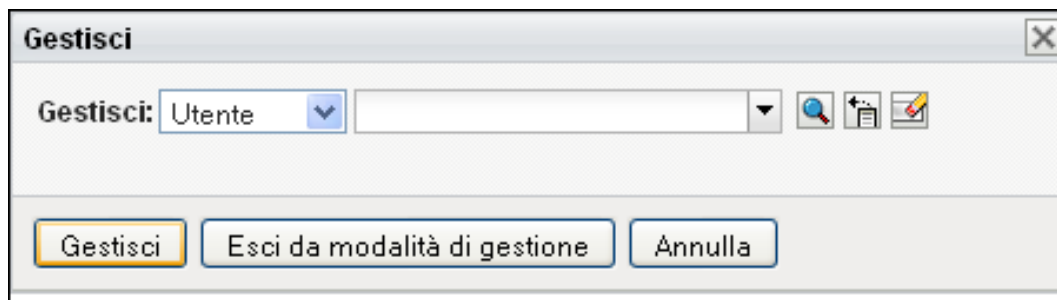 Gestisci
Gestisci: Utente
Gestisci Esci da modalità di gestione Annulla